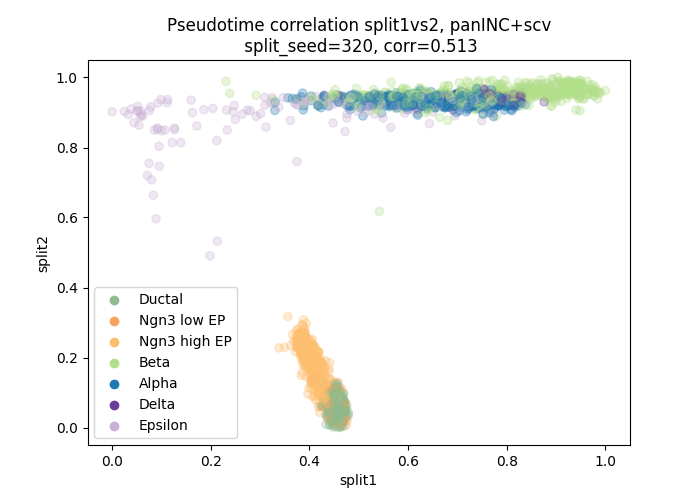 Pseudotime correlation split1vs2, panINC+scv
split_seed=320, corr=0.513
1.0
0.8
0.6
0.4
0.2
0.0
split2
Ductal
Ngn3 low EP
Ngn3 high EP
Beta
Alpha
Delta
Epsilon
0.0 0.2 0.4 0.6 0.8 1.0
split1